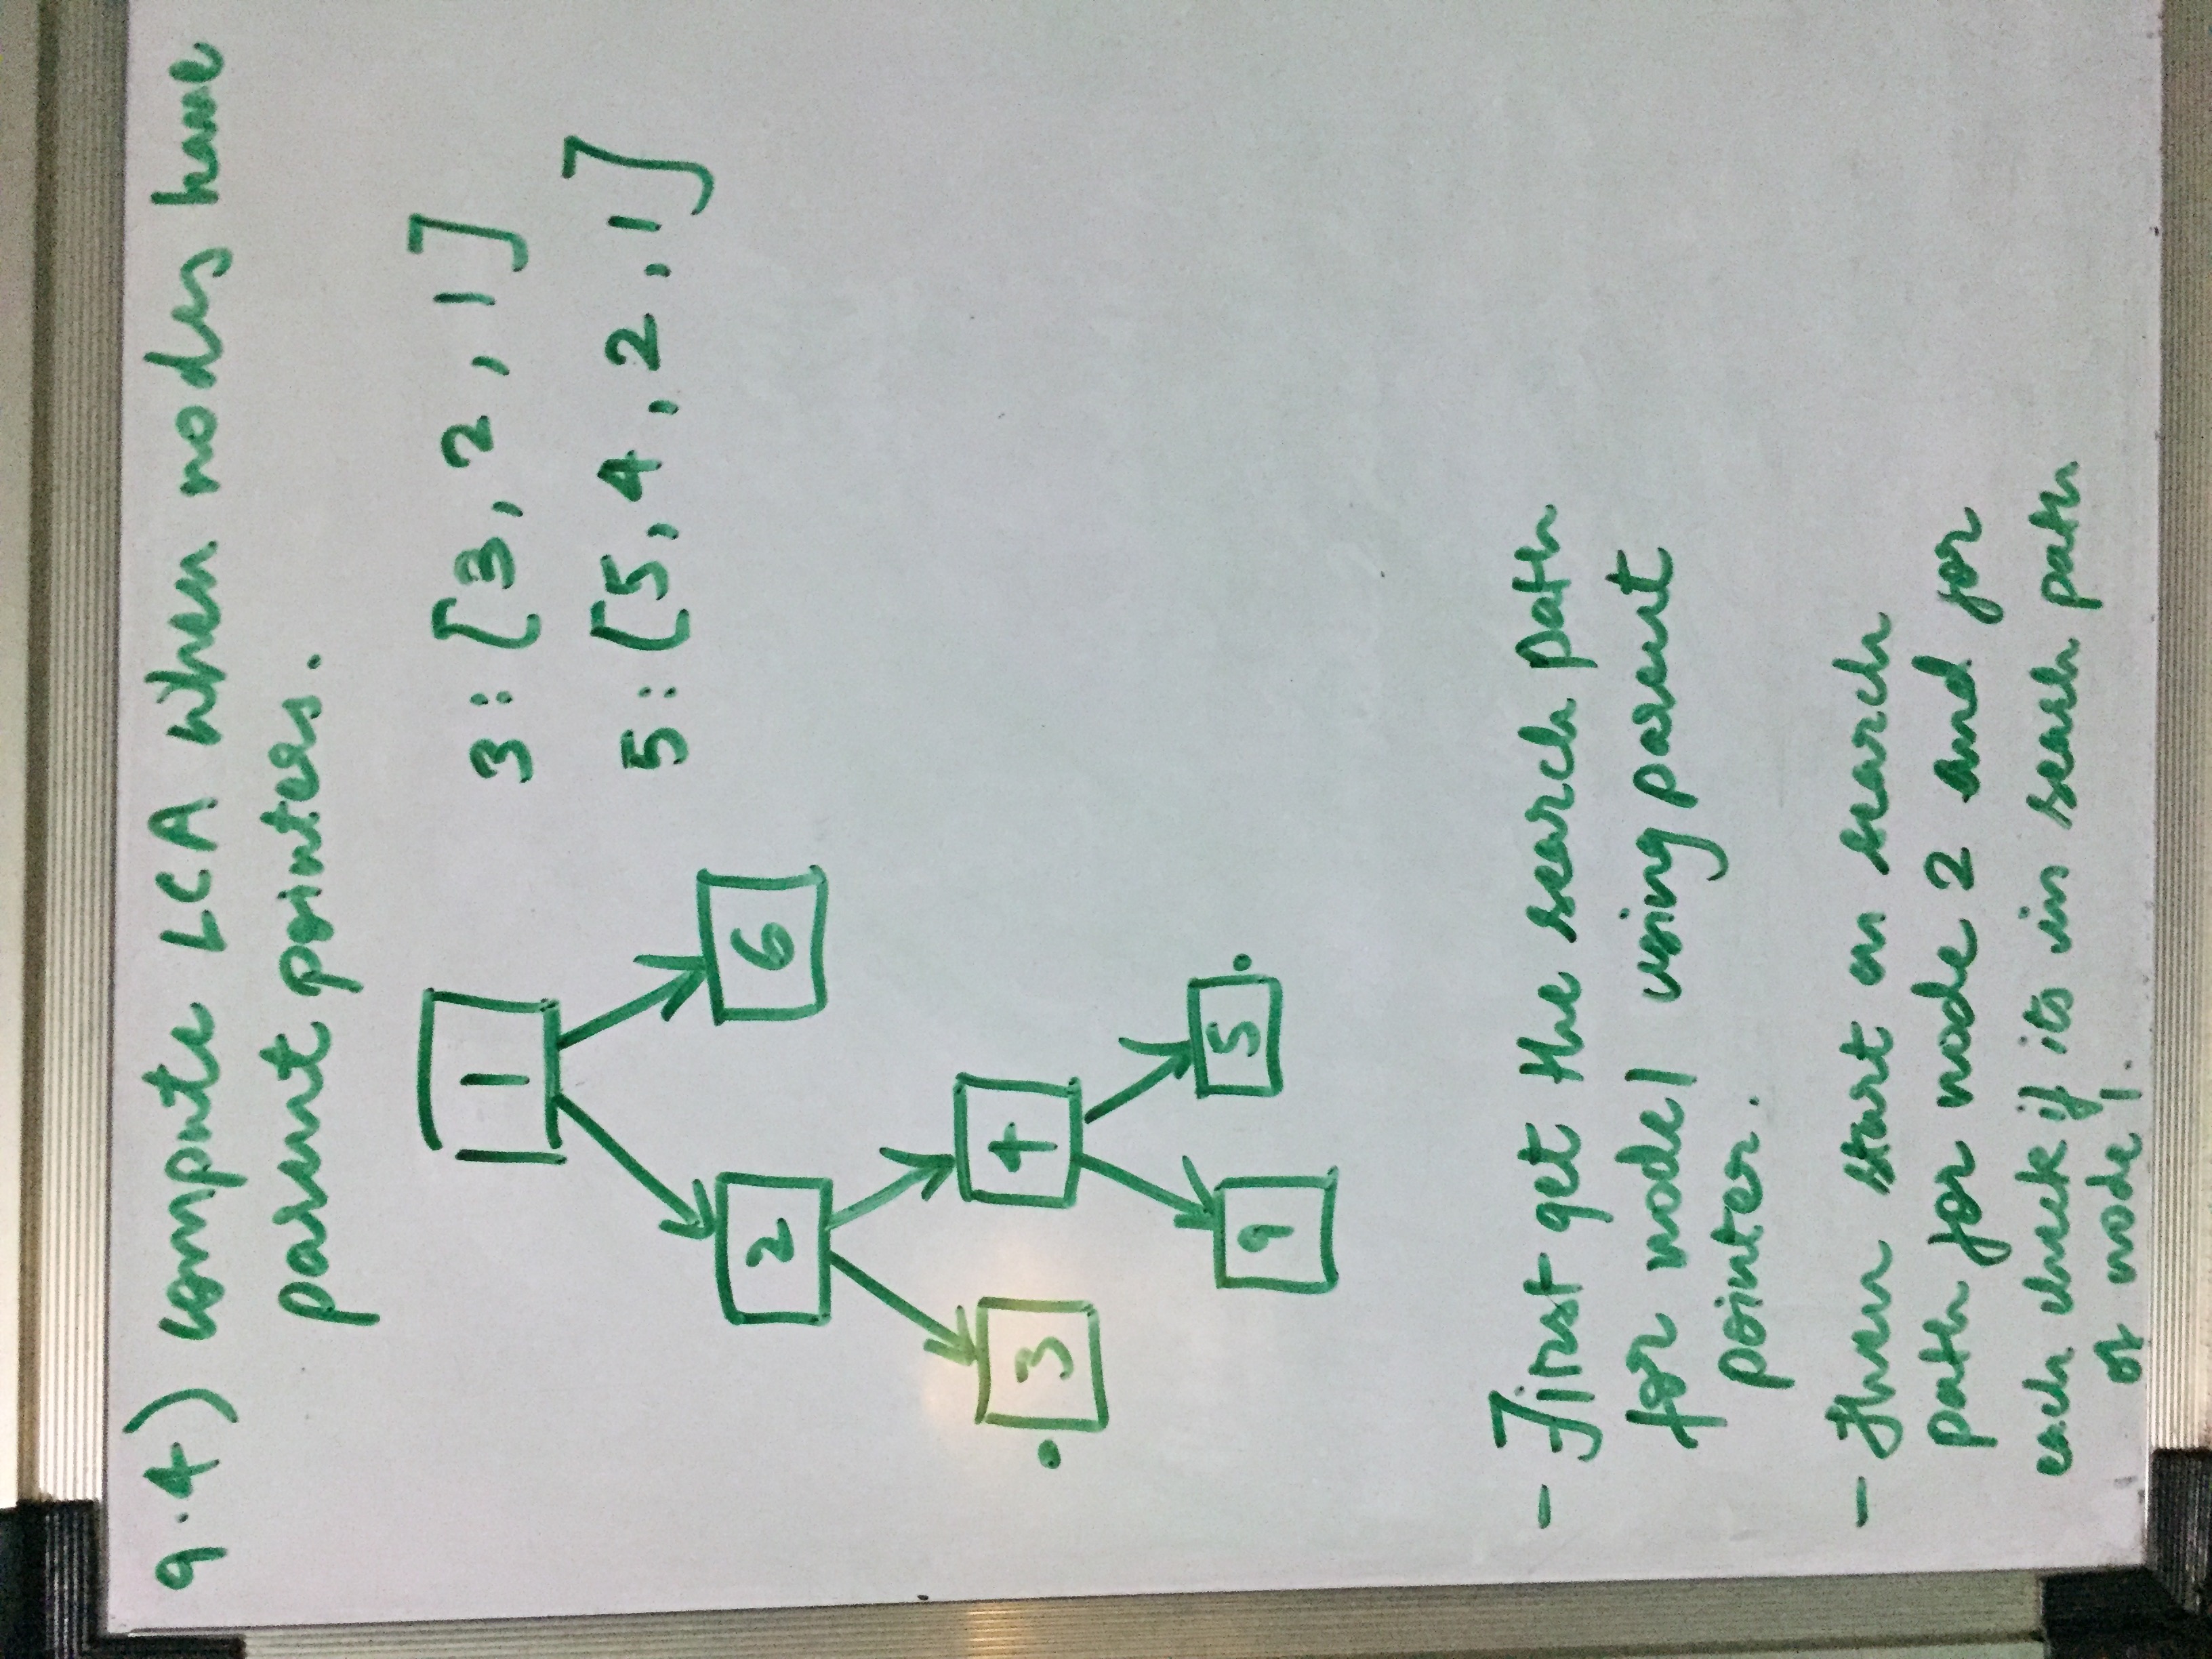 9.4) compute LCA when nodes have
parent pointers.
1
3: [3, 2, 1]
5: [5, 4, 2, 1]
2
6
3
4
9
5
- First get the search path
for node 1 using parent
pointer.
- Then start on search
path for node 2 and for
each check if its in search path
of node 1.